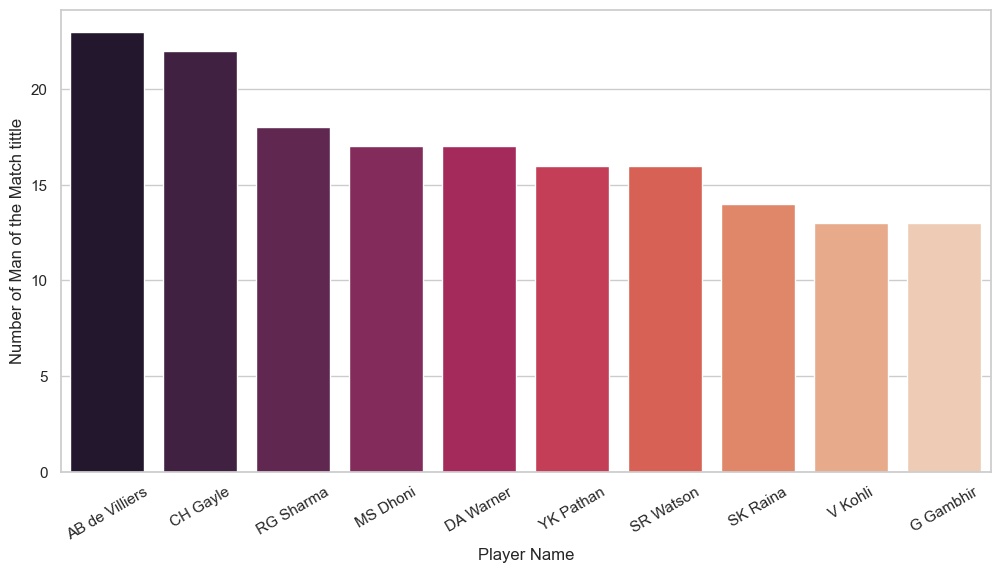 Number of Man of the Match tittle
20
15
10
5
0
AB de Villiers
CH Gayle
RG Sharma
MS Dhoni
DA Warner
YK Pathan
SR Watson
SK Raina
V Kohli
G Gambhir
Player Name